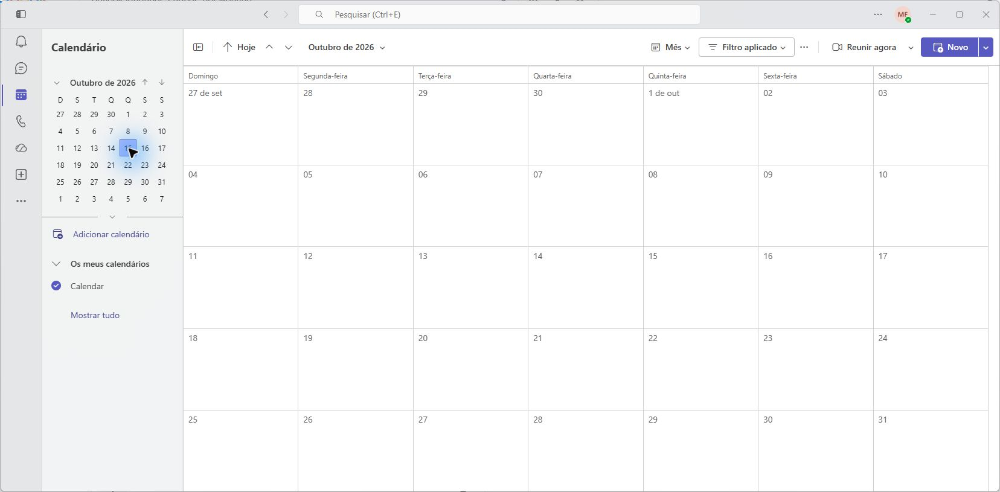 Pesquisar (Ctrl+E)
MF
Calendário
Hoje
Outubro de 2026
Mês
Filtro aplicado
Reunir agora
Novo
Outubro de 2026
D S T Q Q S S
27 28 29 30 1 2 3
4 5 6 7 8 9 10
11 12 13 14 15 16 17
18 19 20 21 22 23 24
25 26 27 28 29 30 31
1 2 3 4 5 6 7
Adicionar calendário
Os meus calendários
Calendar
Mostrar tudo
Domingo Segunda-feira Terça-feira Quarta-feira Quinta-feira Sexta-feira Sábado
27 de set 28 29 30 1 de out 02 03
04 05 06 07 08 09 10
11 12 13 14 15 16 17
18 19 20 21 22 23 24
25 26 27 28 29 30 31